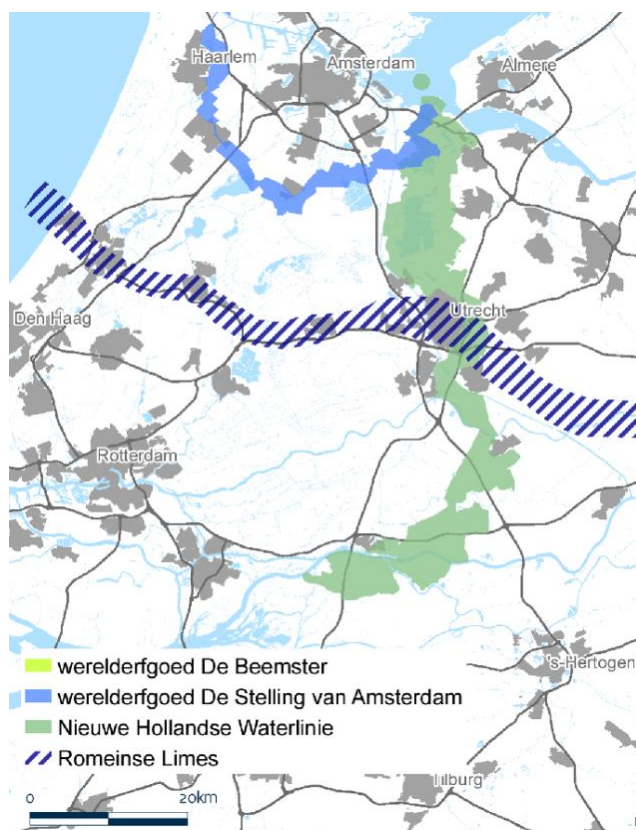 Haarlem
Amsterdam
Almere
Utrecht
Den Haag
Rotterdam
's-Hertogen
Tilburg
werelderfgoed De Beemster
werelderfgoed De Stelling van Amsterdam
Nieuwe Hollandse Waterlinie
Romeinse Limes
0 20km